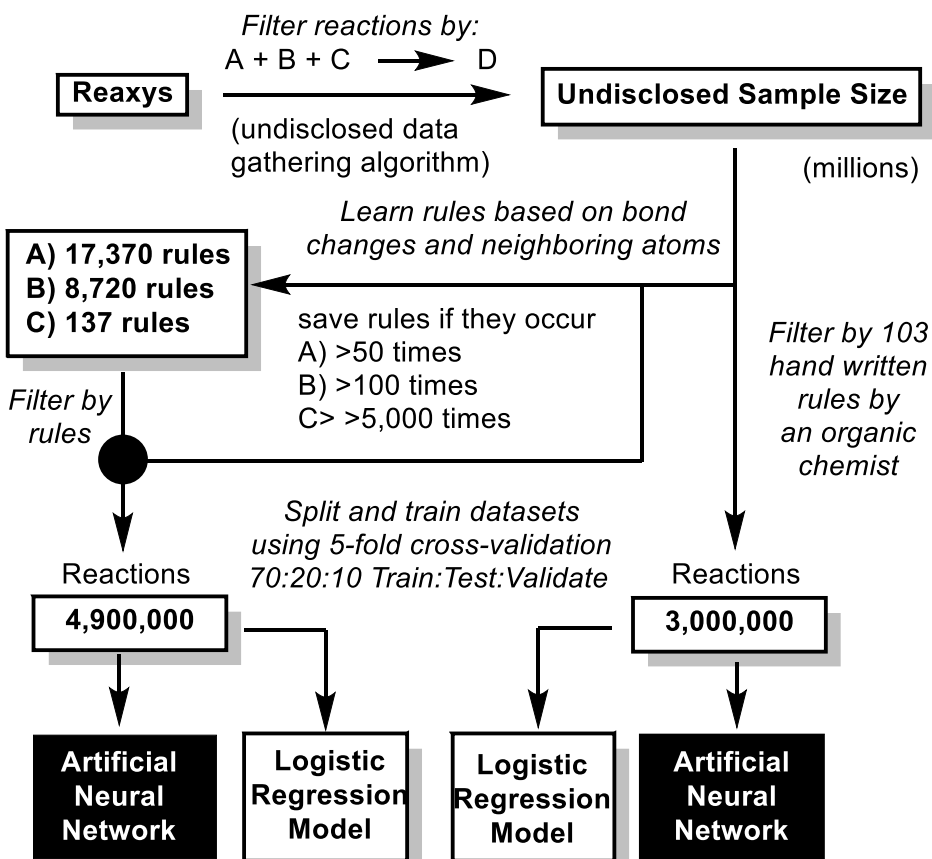 Filter reactions by:
A + B + C D
Reaxys
Undisclosed Sample Size
(undisclosed data
gathering algorithm)
(millions)
Learn rules based on bond
changes and neighboring atoms
A) 17,370 rules
B) 8,720 rules
C) 137 rules
save rules if they occur
A) >50 times
B) >100 times
C> >5,000 times
Filter by 103
hand written
rules by
an organic
chemist
Filter by
rules
Split and train datasets
using 5-fold cross-validation
70:20:10 Train:Test:Validate
Reactions
4,900,000
Reactions
3,000,000
Artificial
Neural
Network
Logistic
Regression
Model
Logistic
Regression
Model
Artificial
Neural
Network